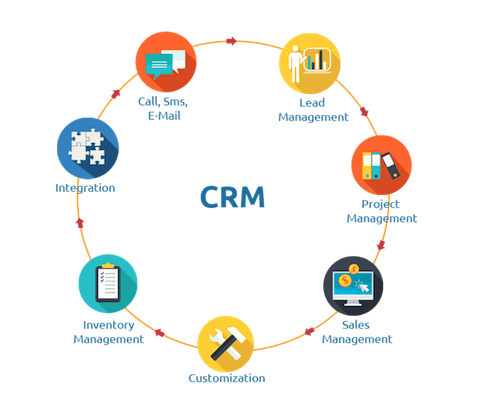 Call, Sms,
E-Mail
Lead
Management
Integration
CRM
Project
Management
Inventory
Management
Sales
Management
Customization